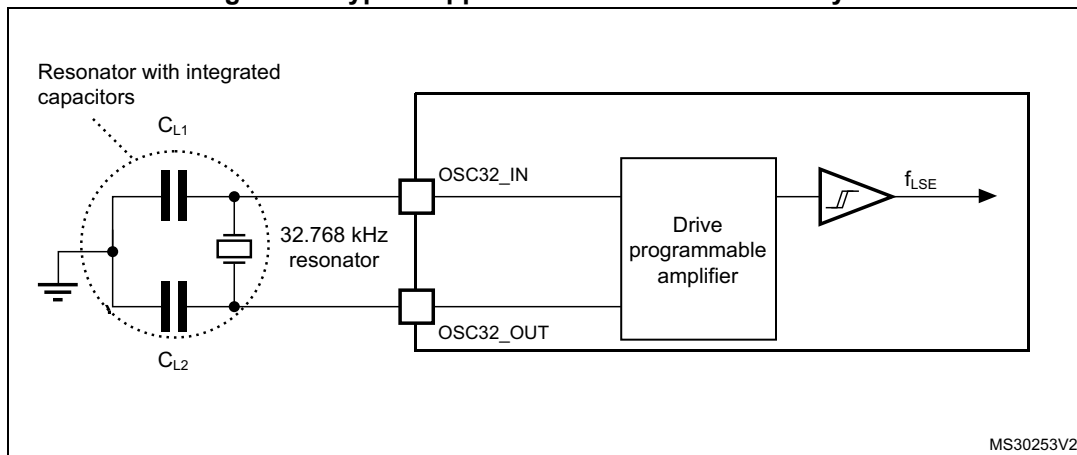 Resonator with integrated
capacitors
CL1
OSC32_IN
fLSE
32.768 kHz
resonator
Drive
programmable
amplifier
OSC32_OUT
CL2
MS30253V2